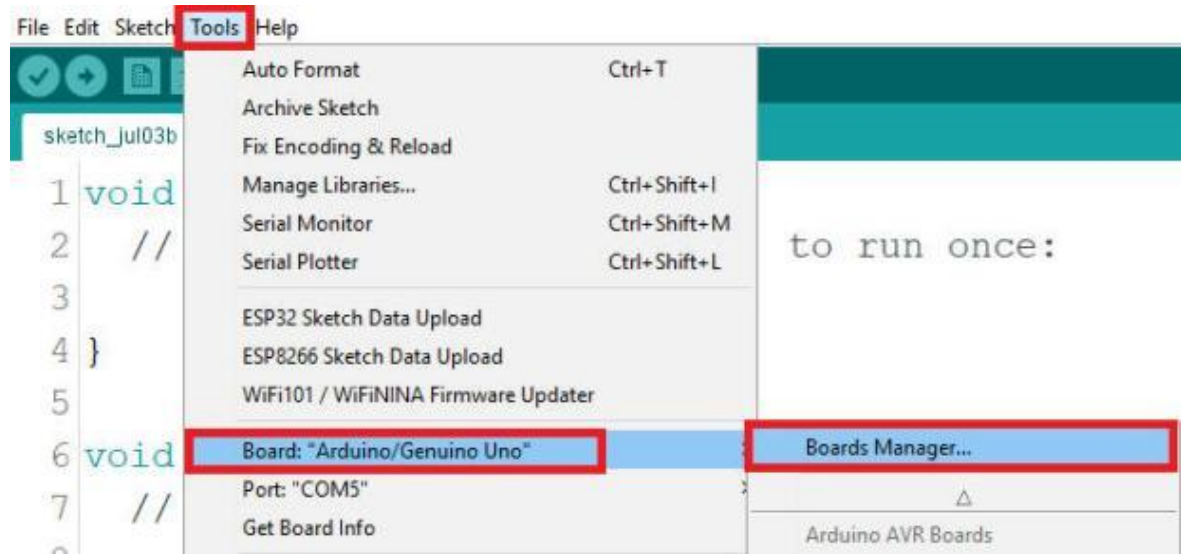 File Edit Sketch Tools Help
Auto Format Ctrl+T
Archive Sketch
sketch_jul03b
Fix Encoding & Reload
1 void
Manage Libraries... Ctrl+Shift+I
Serial Monitor Ctrl+Shift+M
2 // to run once:
Serial Plotter Ctrl+Shift+L
3
ESP32 Sketch Data Upload
4 }
ESP8266 Sketch Data Upload
WiFi101 / WiFiNINA Firmware Updater
5
6 void
Board: "Arduino/Genuino Uno"
Boards Manager...
Port: "COM5"
7 //
Get Board Info
Arduino AVR Boards